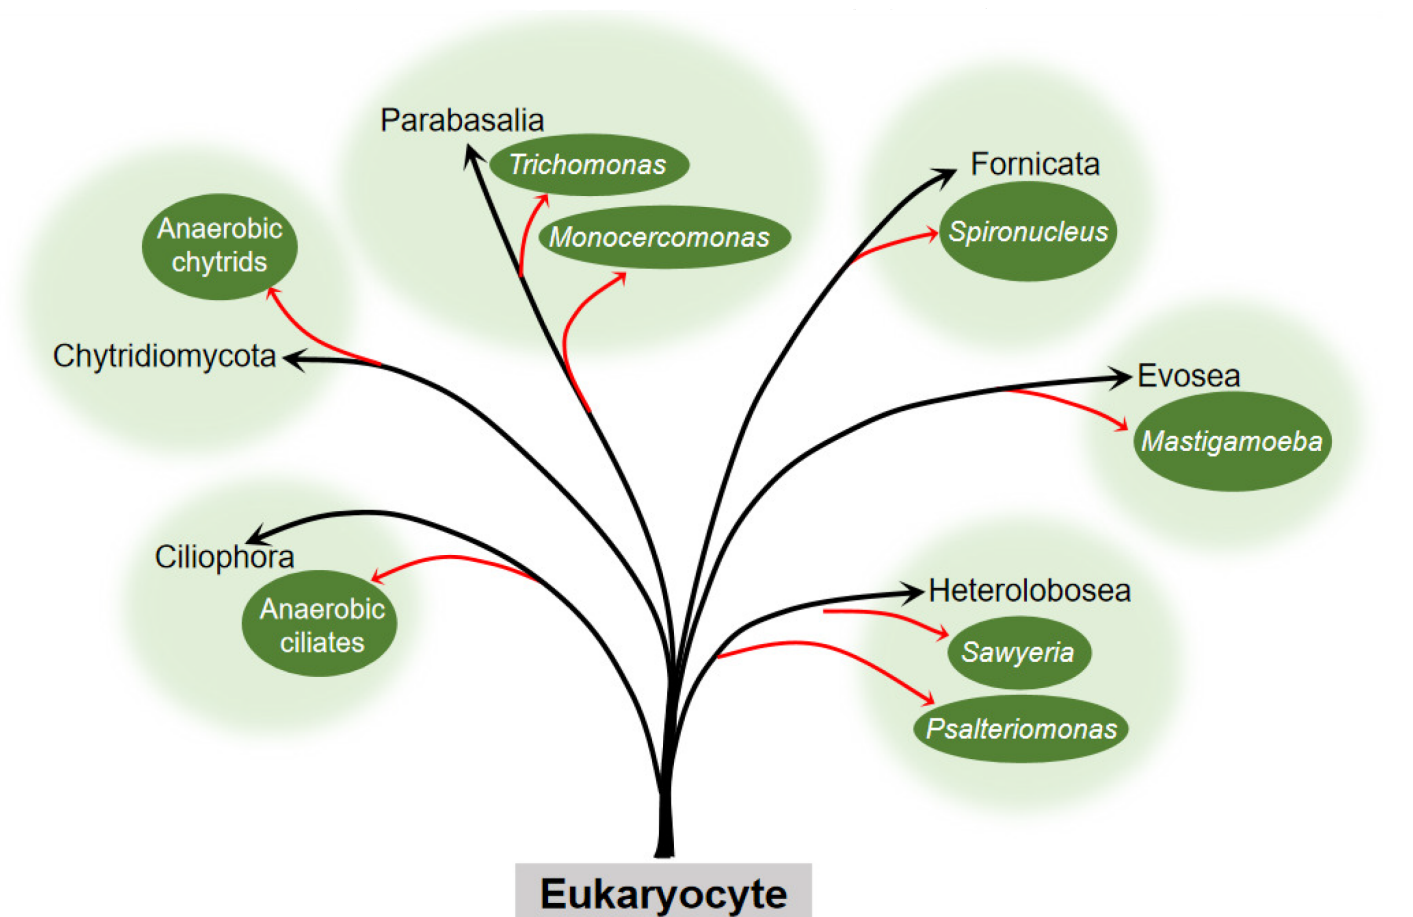 Parabasalia
Trichomonas
Monocercomonas
Fornicata
Spironucleus
Anaerobic
chytrids
Chytridiomycota
Evosea
Mastigamoeba
Ciliophora
Anaerobic
ciliates
Heterolobosea
Sawyeria
Psalteriomonas
Eukaryocyte